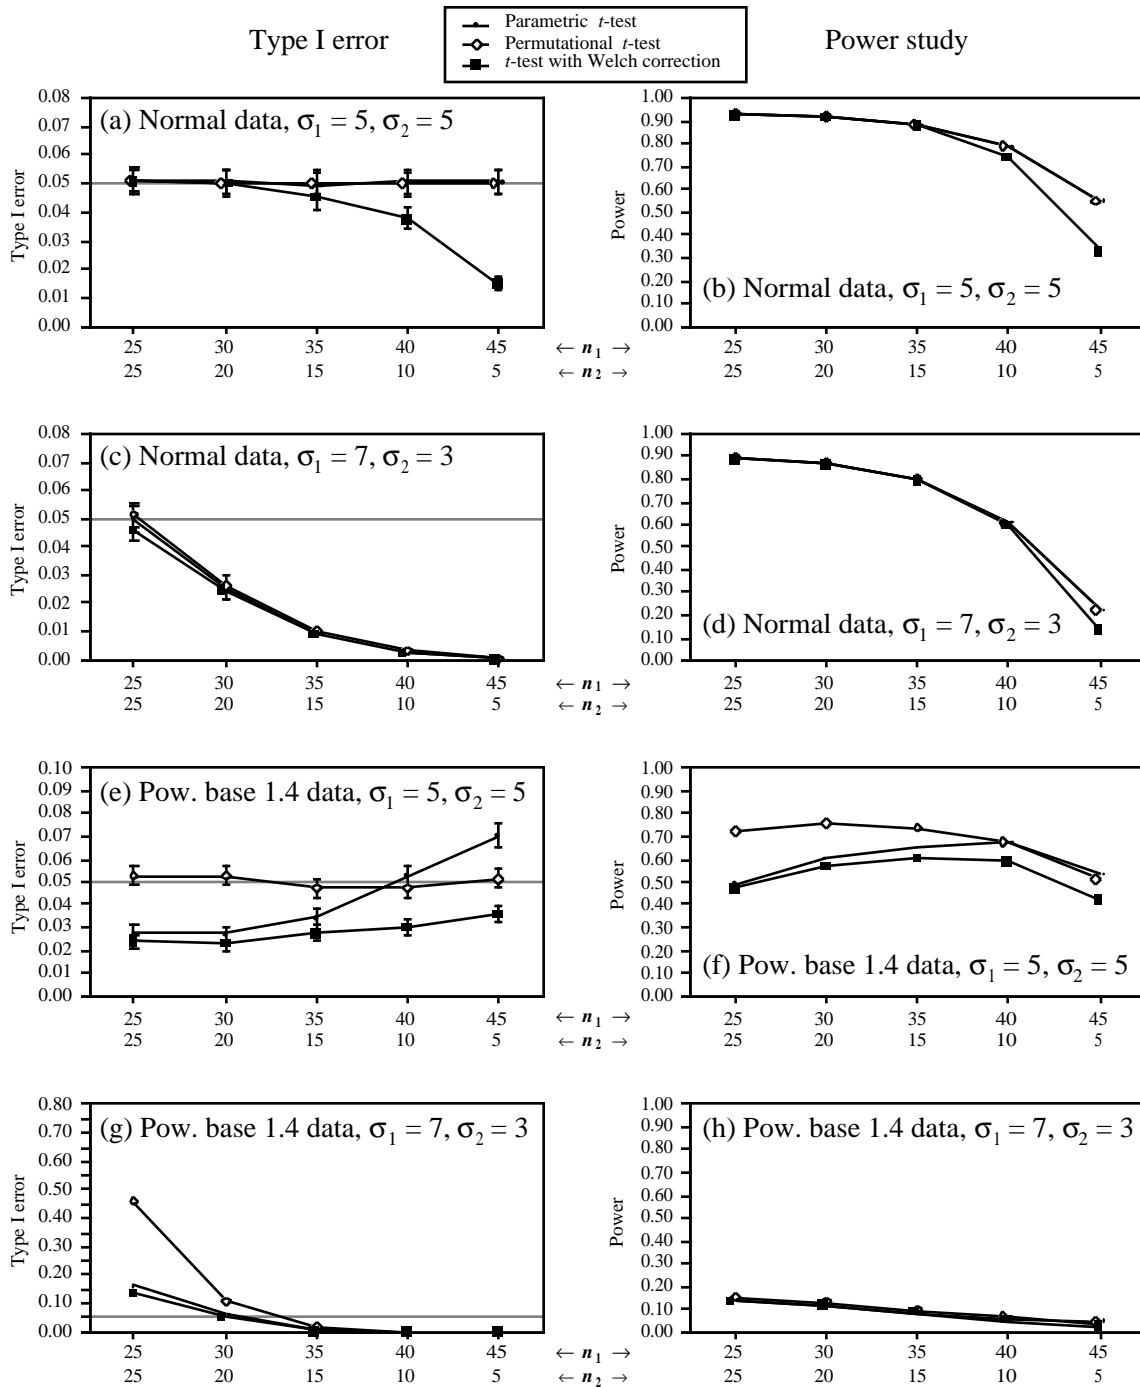 Type I error
Parametric t-test
Permutational t-test
t-test with Welch correction
Power study
(a) Normal data, σ1 = 5, σ2 = 5
Type I error
0.08
0.07
0.06
0.05
0.04
0.03
0.02
0.01
0.00
25 30 35 40 45
25 20 15 10 5
← n1 →
← n2 →
(b) Normal data, σ1 = 5, σ2 = 5
Power
1.00
0.90
0.80
0.70
0.60
0.50
0.40
0.30
0.20
0.10
0.00
25 30 35 40 45
25 20 15 10 5
(c) Normal data, σ1 = 7, σ2 = 3
Type I error
0.08
0.07
0.06
0.05
0.04
0.03
0.02
0.01
0.00
25 30 35 40 45
25 20 15 10 5
← n1 →
← n2 →
(d) Normal data, σ1 = 7, σ2 = 3
Power
1.00
0.90
0.80
0.70
0.60
0.50
0.40
0.30
0.20
0.10
0.00
25 30 35 40 45
25 20 15 10 5
(e) Pow. base 1.4 data, σ1 = 5, σ2 = 5
Type I error
0.10
0.09
0.08
0.07
0.06
0.05
0.04
0.03
0.02
0.01
0.00
25 30 35 40 45
25 20 15 10 5
← n1 →
← n2 →
(f) Pow. base 1.4 data, σ1 = 5, σ2 = 5
Power
1.00
0.90
0.80
0.70
0.60
0.50
0.40
0.30
0.20
0.10
0.00
25 30 35 40 45
25 20 15 10 5
(g) Pow. base 1.4 data, σ1 = 7, σ2 = 3
Type I error
0.80
0.70
0.60
0.50
0.40
0.30
0.20
0.10
0.00
25 30 35 40 45
25 20 15 10 5
← n1 →
← n2 →
(h) Pow. base 1.4 data, σ1 = 7, σ2 = 3
Power
1.00
0.90
0.80
0.70
0.60
0.50
0.40
0.30
0.20
0.10
0.00
25 30 35 40 45
25 20 15 10 5